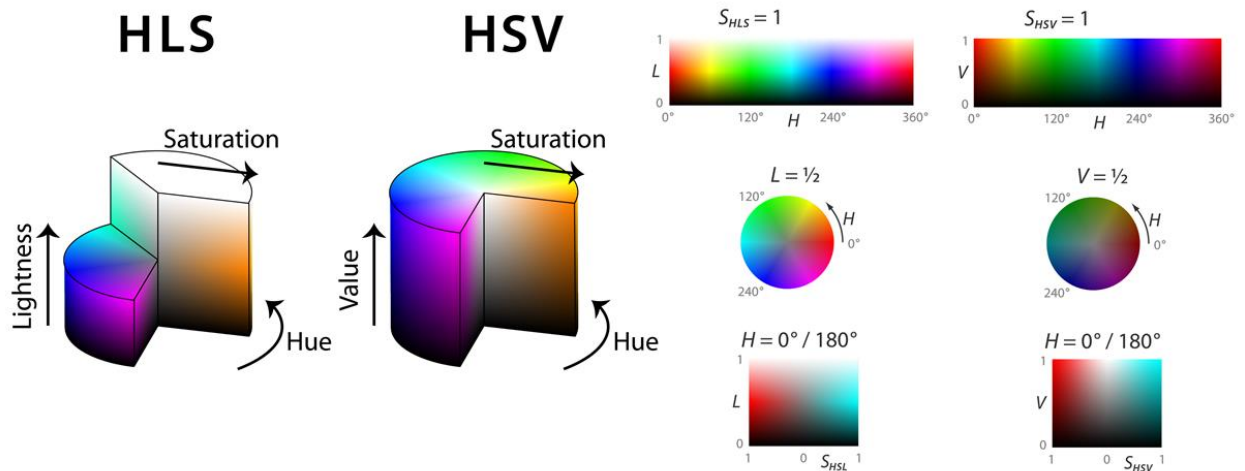 HLS
Saturation
Lightness
Hue
HSV
Saturation
Value
Hue
S_HLS = 1
1
L
0
0° 120° 240° 360°
H
S_HSV = 1
1
V
0
0° 120° 240° 360°
H
L = ½
120°
H
0°
240°
V = ½
120°
H
0°
240°
H = 0° / 180°
1
L
0
1 0 1
S_HSL
H = 0° / 180°
1
V
0
1 0 1
S_HSV